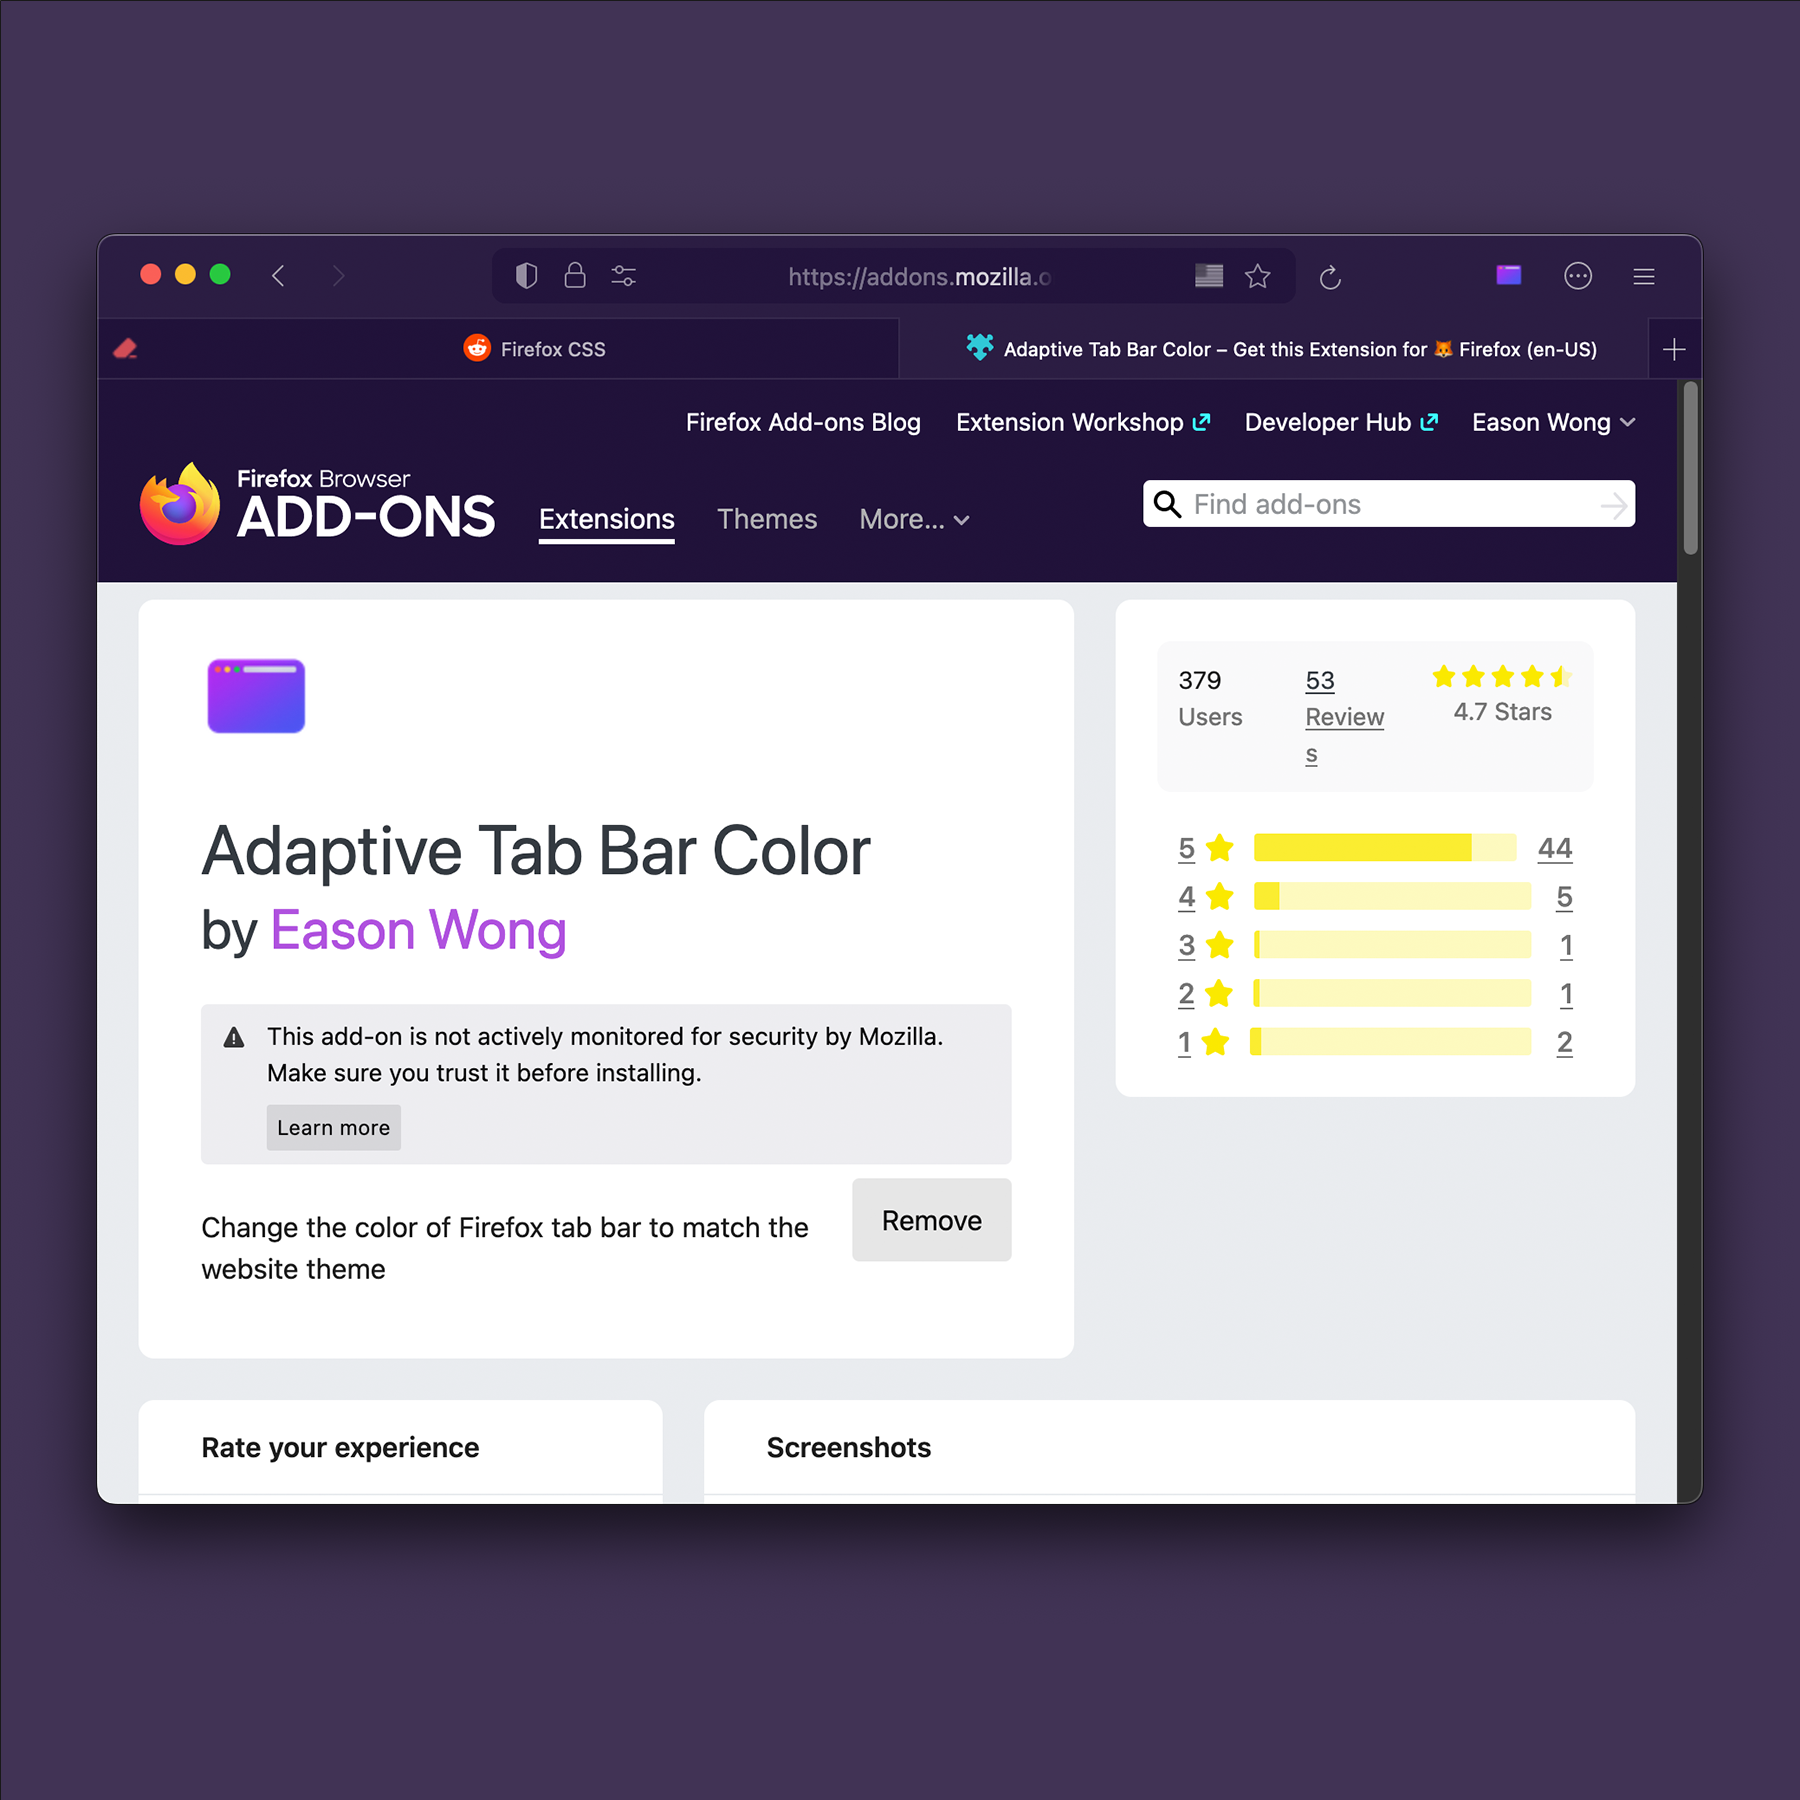 https://addons.mozilla.o
Firefox CSS
Adaptive Tab Bar Color – Get this Extension for 🦊 Firefox (en-US)
Firefox Add-ons Blog
Extension Workshop
Developer Hub
Eason Wong
Firefox Browser
ADD-ONS
Extensions
Themes
More...
Find add-ons
Adaptive Tab Bar Color
by Eason Wong
This add-on is not actively monitored for security by Mozilla.
Make sure you trust it before installing.
Learn more
Change the color of Firefox tab bar to match the
website theme
Remove
379
Users
53
Review
s
4.7 Stars
5 44
4 5
3 1
2 1
1 2
Rate your experience
Screenshots